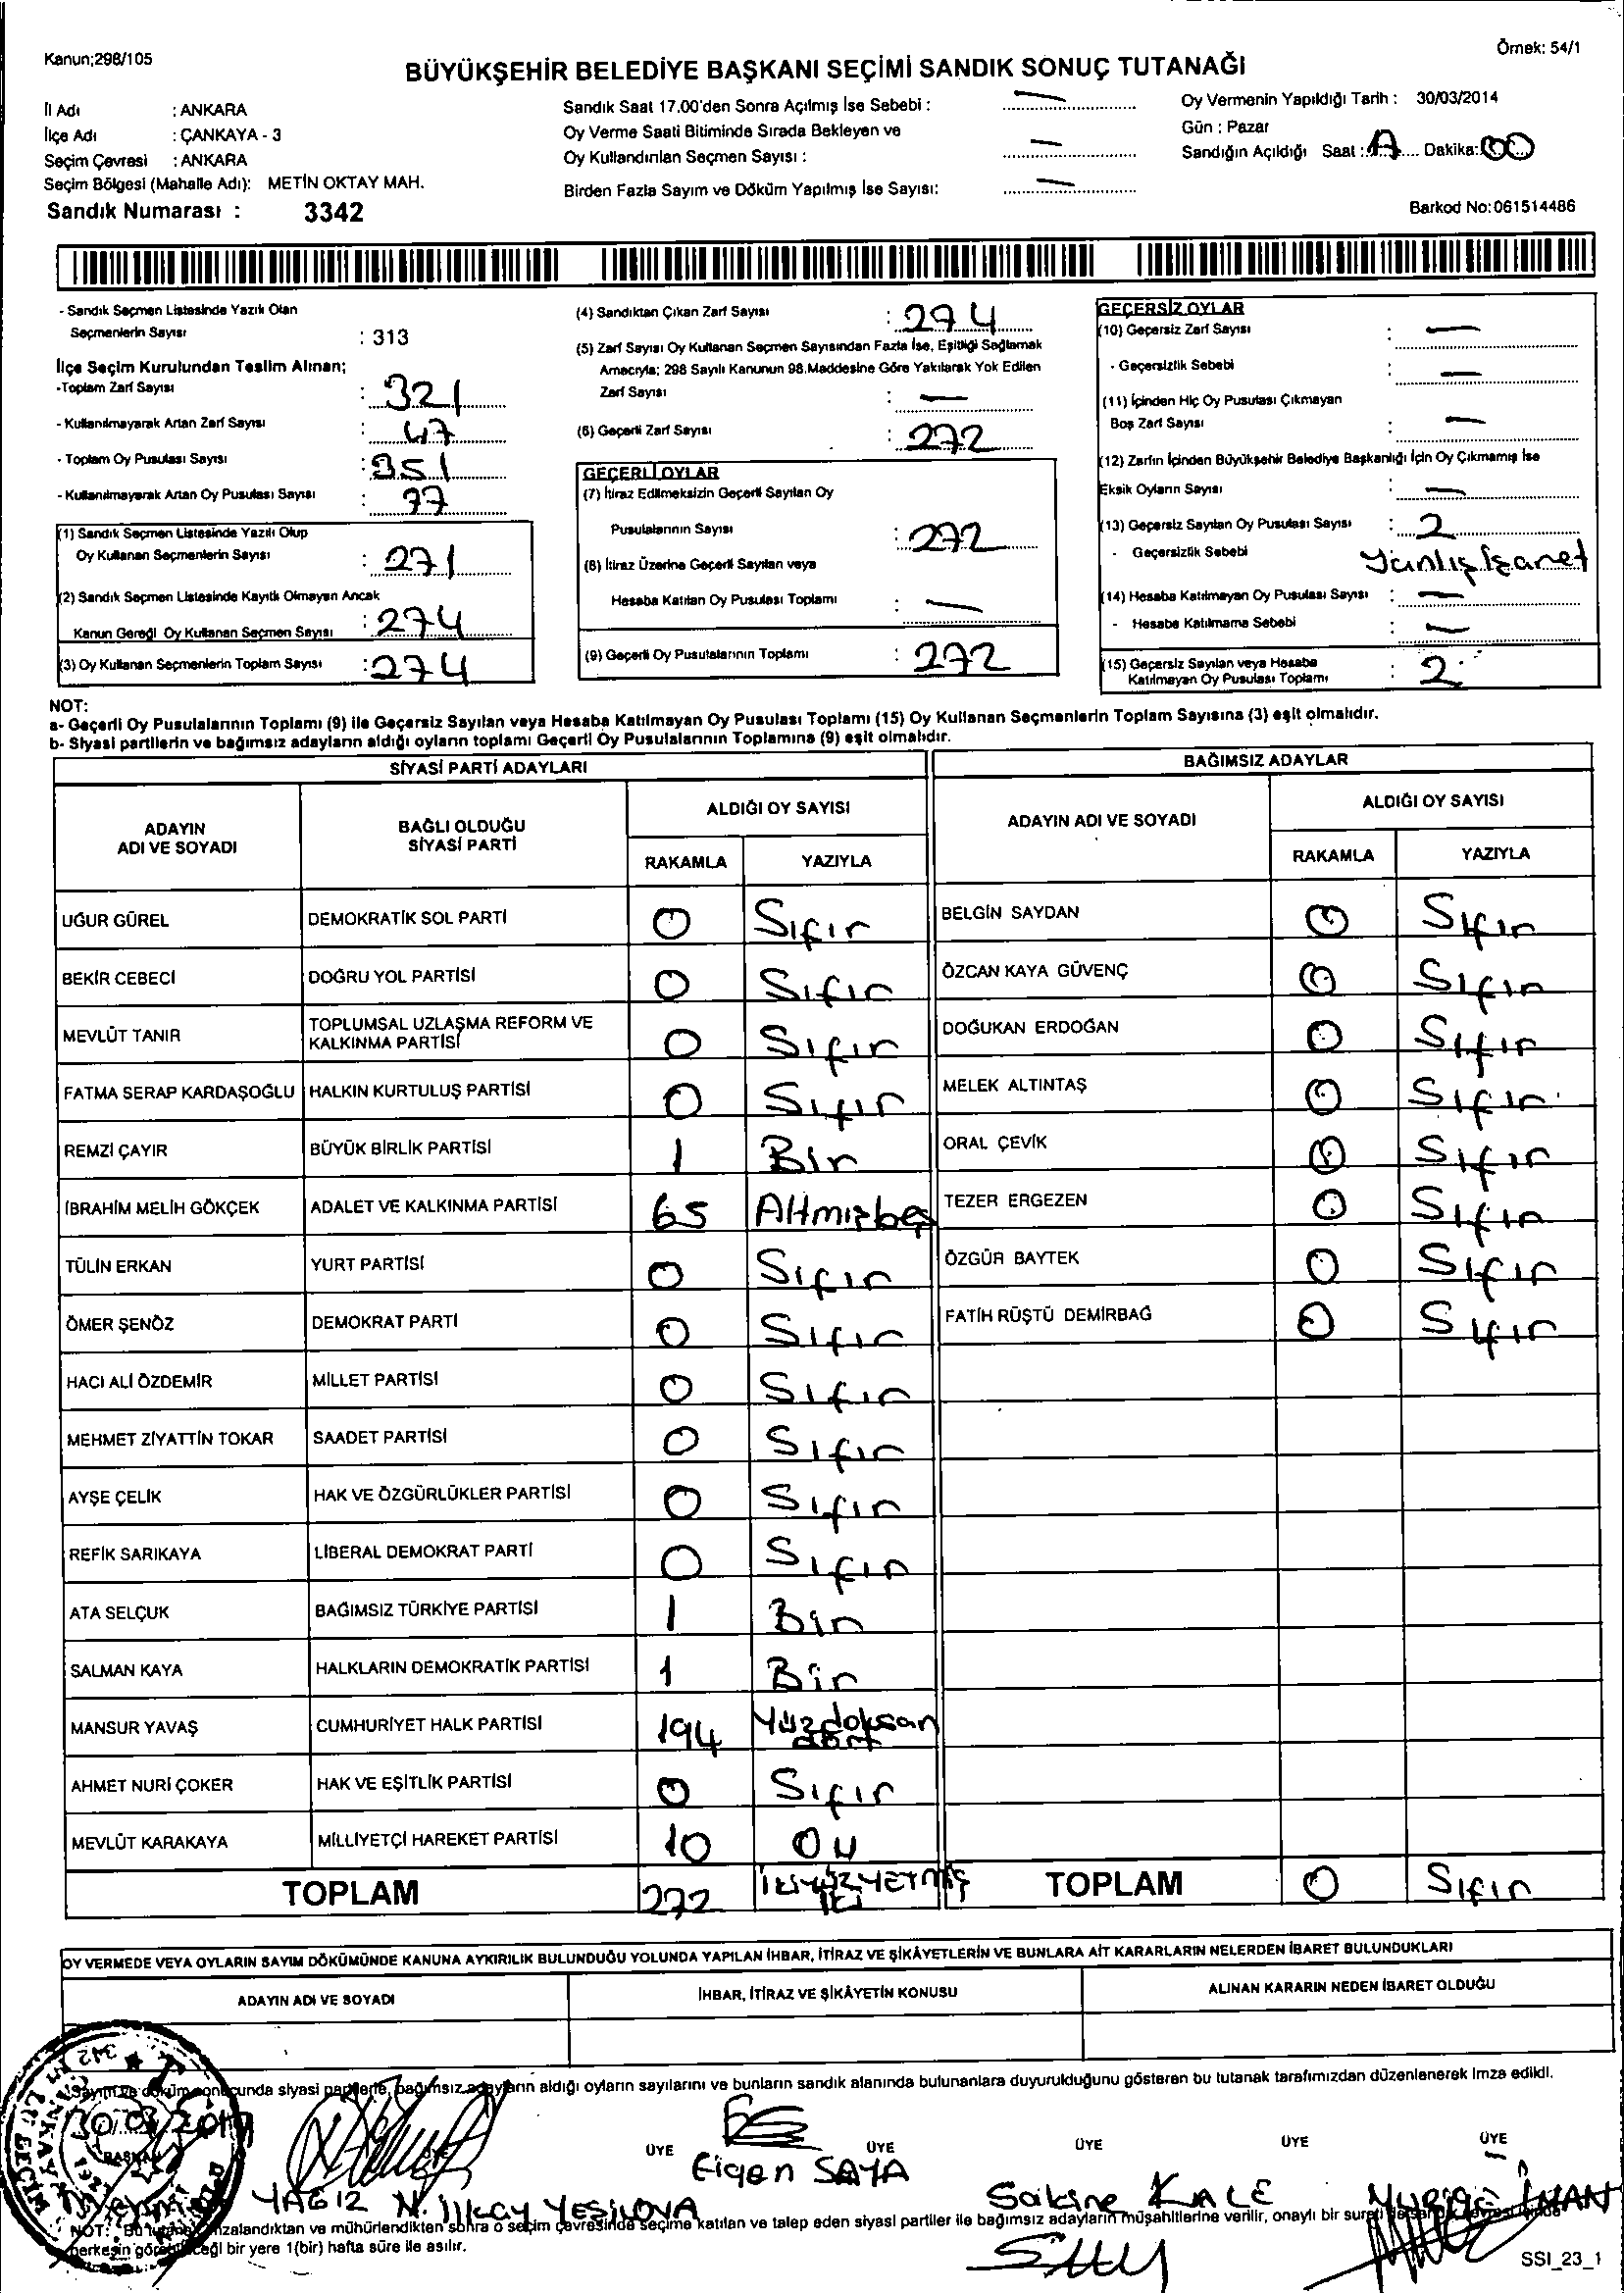 Kanun;298/105
Örnek: 54/1
BÜYÜKŞEHİR BELEDİYE BAŞKANI SEÇİMİ SANDIK SONUÇ TUTANAĞI
İl Adı : ANKARA
İlçe Adı : ÇANKAYA - 3
Seçim Çevresi : ANKARA
Seçim Bölgesi (Mahalle Adı): METİN OKTAY MAH.
Sandık Numarası : 3342
Sandık Saat 17.00'den Sonra Açılmış İse Sebebi : —
Oy Verme Saati Bitiminde Sırada Bekleyen ve
Oy Kullandırılan Seçmen Sayısı : —
Birden Fazla Sayım ve Döküm Yapılmış İse Sayısı: —
Oy Vermenin Yapıldığı Tarih : 30/03/2014
Gün : Pazar
Sandığın Açıldığı Saat : Dakika: 00
Barkod No:061514486
- Sandık Seçmen Listesinde Yazılı Olan
Seçmenlerin Sayısı : 313
İlçe Seçim Kurulundan Teslim Alınan;
-Toplam Zarf Sayısı : 321
- Kullanılmayarak Artan Zarf Sayısı : 47
- Toplam Oy Pusulası Sayısı : 351
- Kullanılmayarak Artan Oy Pusulası Sayısı : 77
(1) Sandık Seçmen Listesinde Yazılı Olup
Oy Kullanan Seçmenlerin Sayısı : 271
(2) Sandık Seçmen Listesinde Kayıtlı Olmayan Ancak
Kanun Gereği Oy Kullanan Seçmen Sayısı : 274
(3) Oy Kullanan Seçmenlerin Toplam Sayısı : 274
(4) Sandıktan Çıkan Zarf Sayısı : 274
(5) Zarf Sayısı Oy Kullanan Seçmen Sayısından Fazla İse, Eşitliği Sağlamak
Amacıyla; 298 Sayılı Kanunun 98.Maddesine Göre Yakılarak Yok Edilen
Zarf Sayısı : —
(6) Geçerli Zarf Sayısı : 272
GEÇERLİ OYLAR
(7) İtiraz Edilmeksizin Geçerli Sayılan Oy
Pusulalarının Sayısı : 272
(8) İtiraz Üzerine Geçerli Sayılan veya
Hesaba Katılan Oy Pusulası Toplamı : —
(9) Geçerli Oy Pusulalarının Toplamı : 272
GEÇERSİZ OYLAR
(10) Geçersiz Zarf Sayısı : —
- Geçersizlik Sebebi : —
(11) İçinden Hiç Oy Pusulası Çıkmayan
Boş Zarf Sayısı : —
(12) Zarfın İçinden Büyükşehir Belediye Başkanlığı İçin Oy Çıkmamış İse
Eksik Oyların Sayısı : —
(13) Geçersiz Sayılan Oy Pusulası Sayısı : 2
- Geçersizlik Sebebi Yanlış İşaret
(14) Hesaba Katılmayan Oy Pusulası Sayısı : —
- Hesaba Katılmama Sebebi : —
(15) Geçersiz Sayılan veya Hesaba
Katılmayan Oy Pusulası Toplamı : 2
NOT:
a- Geçerli Oy Pusulalarının Toplamı (9) ile Geçersiz Sayılan veya Hesaba Katılmayan Oy Pusulası Toplamı (15) Oy Kullanan Seçmenlerin Toplam Sayısına (3) eşit olmalıdır.
b- Siyasi partilerin ve bağımsız adayların aldığı oyların toplamı Geçerli Oy Pusulalarının Toplamına (9) eşit olmalıdır.
SİYASİ PARTİ ADAYLARI
ADAYIN ADI VE SOYADI BAĞLI OLDUĞU SİYASİ PARTİ ALDIĞI OY SAYISI
RAKAMLA YAZIYLA
UĞUR GÜREL DEMOKRATİK SOL PARTİ 0 Sıfır
BEKİR CEBECİ DOĞRU YOL PARTİSİ 0 Sıfır
MEVLÜT TANIR TOPLUMSAL UZLAŞMA REFORM VE KALKINMA PARTİSİ 0 Sıfır
FATMA SERAP KARDAŞOĞLU HALKIN KURTULUŞ PARTİSİ 0 Sıfır
REMZİ ÇAYIR BÜYÜK BİRLİK PARTİSİ 1 Bir
İBRAHİM MELİH GÖKÇEK ADALET VE KALKINMA PARTİSİ 65 Altmışbeş
TÜLİN ERKAN YURT PARTİSİ 0 Sıfır
ÖMER ŞENÖZ DEMOKRAT PARTİ 0 Sıfır
HACI ALİ ÖZDEMİR MİLLET PARTİSİ 0 Sıfır
MEHMET ZİYATTİN TOKAR SAADET PARTİSİ 0 Sıfır
AYŞE ÇELİK HAK VE ÖZGÜRLÜKLER PARTİSİ 0 Sıfır
REFİK SARIKAYA LİBERAL DEMOKRAT PARTİ 0 Sıfır
ATA SELÇUK BAĞIMSIZ TÜRKİYE PARTİSİ 1 Bir
SALMAN KAYA HALKLARIN DEMOKRATİK PARTİSİ 1 Bir
MANSUR YAVAŞ CUMHURİYET HALK PARTİSİ 194 Yüzdoksan dört
AHMET NURİ ÇOKER HAK VE EŞİTLİK PARTİSİ 0 Sıfır
MEVLÜT KARAKAYA MİLLİYETÇİ HAREKET PARTİSİ 10 On
TOPLAM 272 İKİYÜZYETMİŞ İKİ
BAĞIMSIZ ADAYLAR
ADAYIN ADI VE SOYADI ALDIĞI OY SAYISI
RAKAMLA YAZIYLA
BELGİN SAYDAN 0 Sıfır
ÖZCAN KAYA GÜVENÇ 0 Sıfır
DOĞUKAN ERDOĞAN 0 Sıfır
MELEK ALTINTAŞ 0 Sıfır
ORAL ÇEVİK 0 Sıfır
TEZER ERGEZEN 0 Sıfır
ÖZGÜR BAYTEK 0 Sıfır
FATİH RÜŞTÜ DEMİRBAĞ 0 Sıfır
TOPLAM 0 Sıfır
OY VERMEDE VEYA OYLARIN SAYIM DÖKÜMÜNDE KANUNA AYKIRILIK BULUNDUĞU YOLUNDA YAPILAN İHBAR, İTİRAZ VE ŞİKÂYETLERİN VE BUNLARA AİT KARARLARIN NELERDEN İBARET BULUNDUKLARI
ADAYIN ADI VE SOYADI İHBAR, İTİRAZ VE ŞİKÂYETİN KONUSU ALINAN KARARIN NEDEN İBARET OLDUĞU
Sayım ve döküm sonucunda siyasi partilerle, bağımsız adayların aldığı oyların sayılarını ve bunların sandık alanında bulunanlara duyurulduğunu gösteren bu tutanak tarafımızdan düzenlenerek imza edildi.
30/03/2014
ÜYE ÜYE ÜYE ÜYE ÜYE
YAĞIZ N. İlkay YEŞİLOVA
SAYA
Sakine KALE
İNAN
NOT: Bu tutanak imzalandıktan ve mühürlendikten sonra o seçim çevresinde seçime katılan ve talep eden siyasi partiler ile bağımsız adayların müşahitlerine verilir, onaylı bir sureti
herkesin görebileceği bir yere 1(bir) hafta süre ile asılır.
SSI_23_1